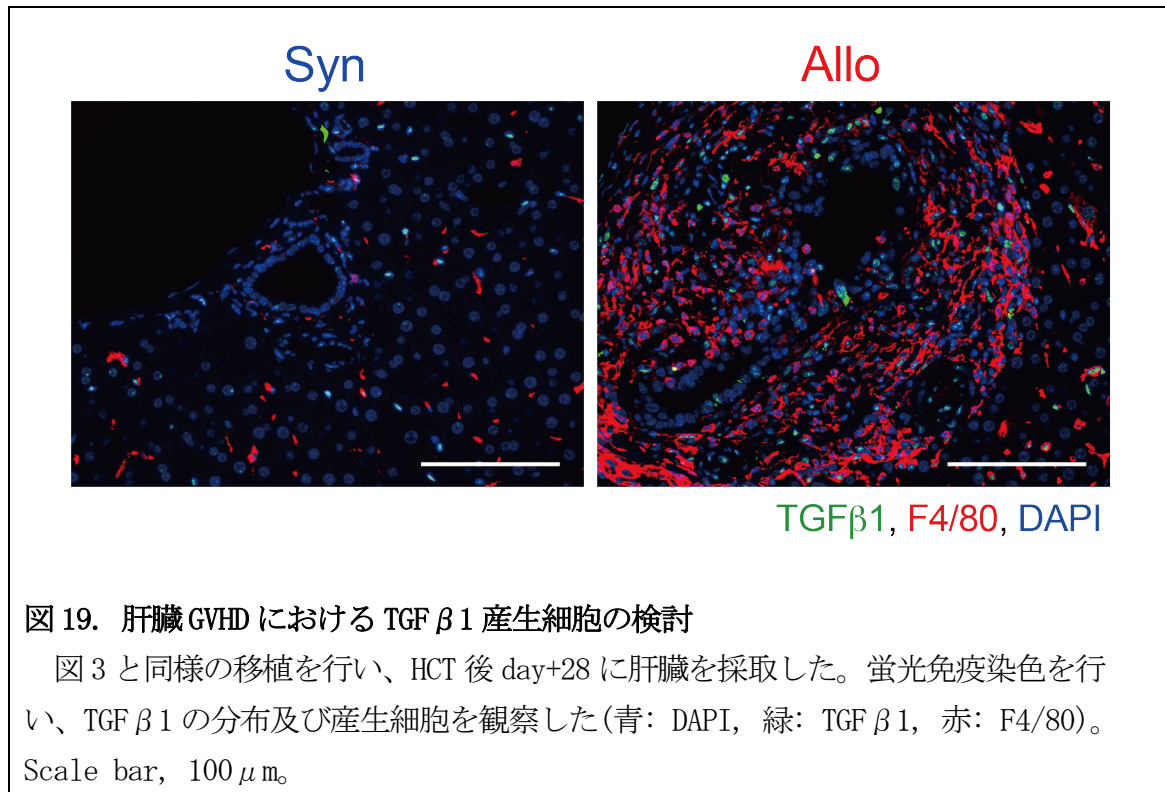 Syn
Allo
TGFβ1, F4/80, DAPI
図 19. 肝臓 GVHD における TGFβ1 産生細胞の検討
図 3 と同様の移植を行い、HCT 後 day+28 に肝臓を採取した。蛍光免疫染色を行
い、TGFβ1 の分布及び産生細胞を観察した(青: DAPI, 緑: TGFβ1, 赤: F4/80)。
Scale bar, 100μm。